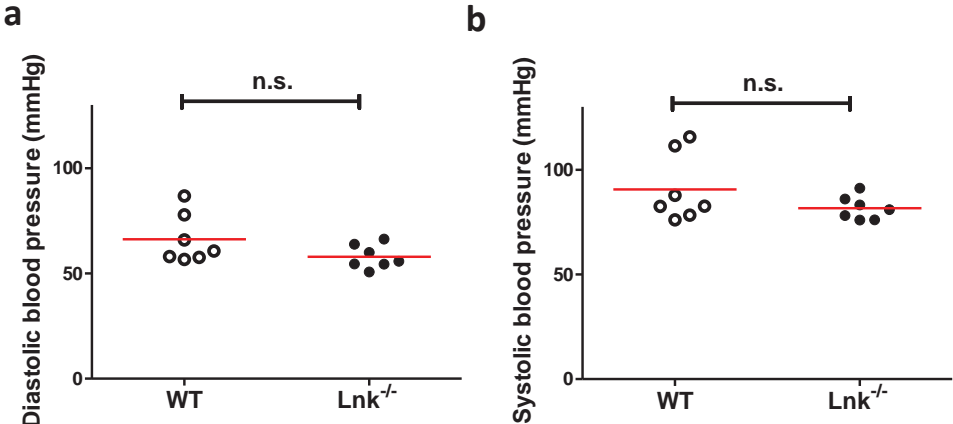 a
Diastolic blood pressure (mmHg)
n.s.
100
50
0
WT
Lnk-/-
b
Systolic blood pressure (mmHg)
n.s.
100
50
0
WT
Lnk-/-